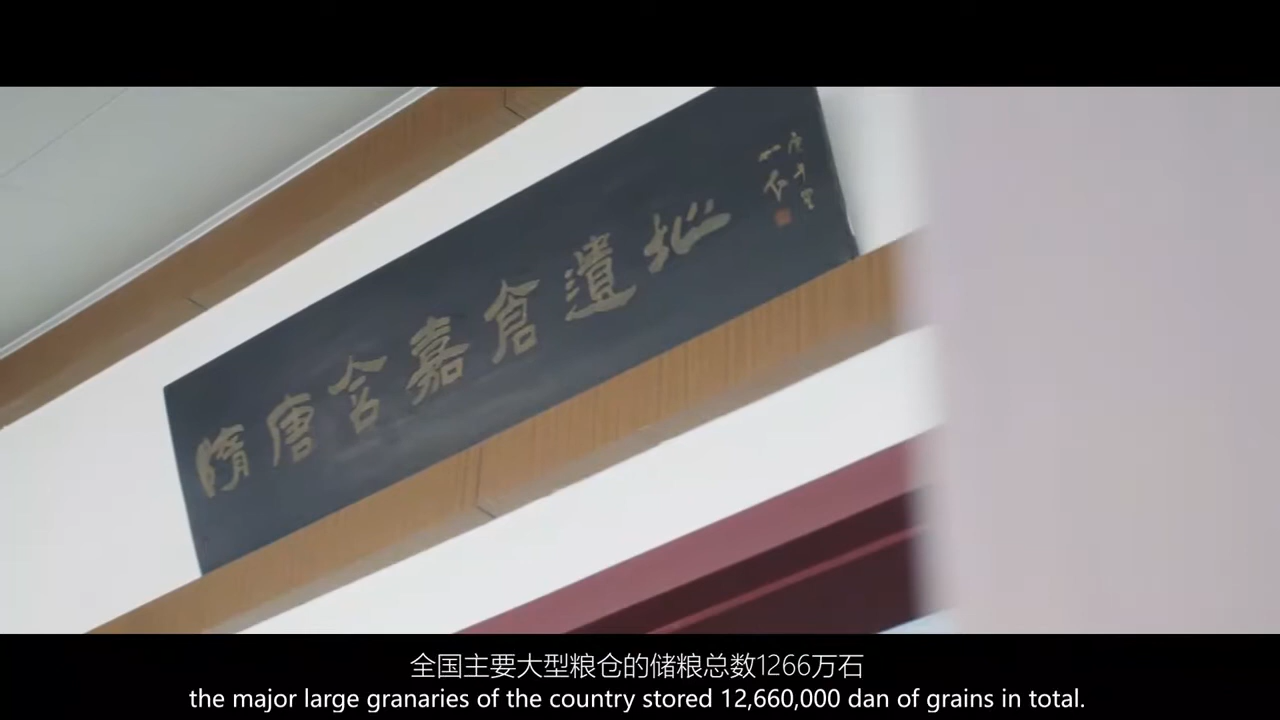 隋唐含嘉倉遺址
全国主要大型粮仓的储粮总数1266万石
the major large granaries of the country stored 12,660,000 dan of grains in total.